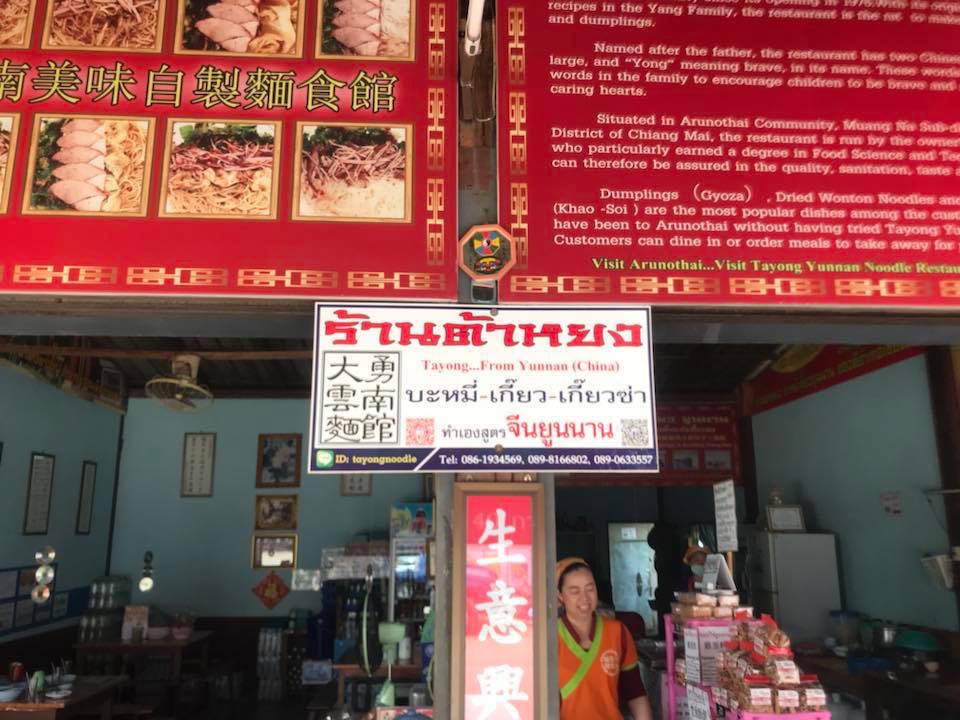 南美味自製麵食館
recipes in the Yang Family, the restaurant is the
and dumplings.
Named after the father, the restaurant has two Chinese
large, and "Yong" meaning brave, in its name. These words
words in the family to encourage children to be brave and
caring hearts.
Situated in Arunothai Community, Muang Na Sub-d
District of Chiang Mai, the restaurant is run by the owner
who particularly earned a degree in Food Science and Tec
can therefore be assured in the quality, sanitation, taste a
Dumplings (Gyoza) , Dried Wonton Noodles and
(Khao -Soi ) are the most popular dishes among the cus
have been to Arunothai without having tried Tayong Yu
Customers can dine in or order meals to take away for
Visit Arunothai...Visit Tayong Yunnan Noodle Restau
ร้านต้าหยง
Tayong...From Yunnan (China)
大勇
雲南
麵館
บะหมี่-เกี๊ยว-เกี๊ยวซ่า
ทำเองสูตรจีนยูนนาน
ID: tayongnoodle
Tel: 086-1934569, 089-8166802, 089-0633557
生意興